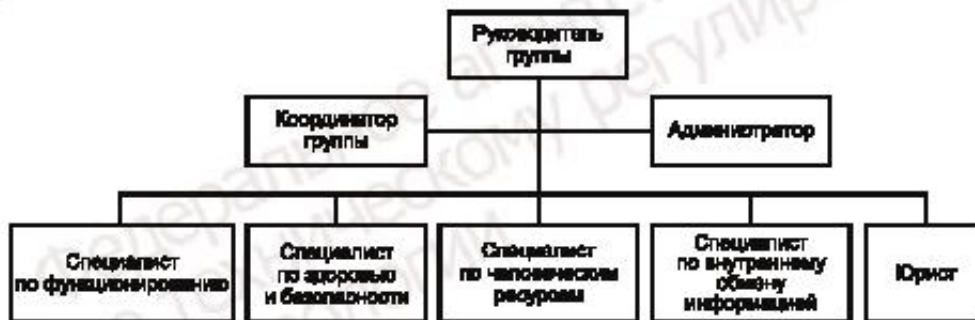 Руководитель
группы
Координатор
группы
Администратор
Специалист
по функционированию
Специалист
по здоровью
и безопасности
Специалист
по человеческим
ресурсам
Специалист
по внутреннему
обмену
информацией
Юрист